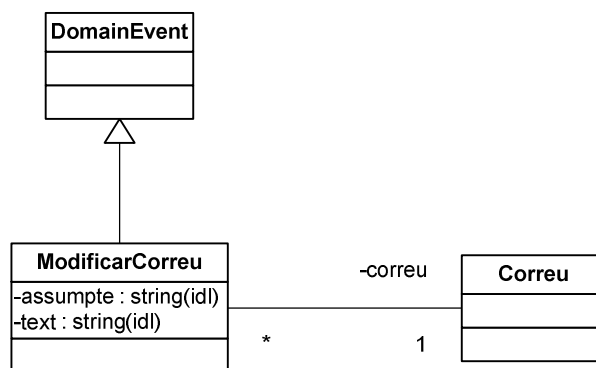 DomainEvent
ModificarCorreu
-assumpte : string(idl)
-text : string(idl)
-correu
Correu
*
1